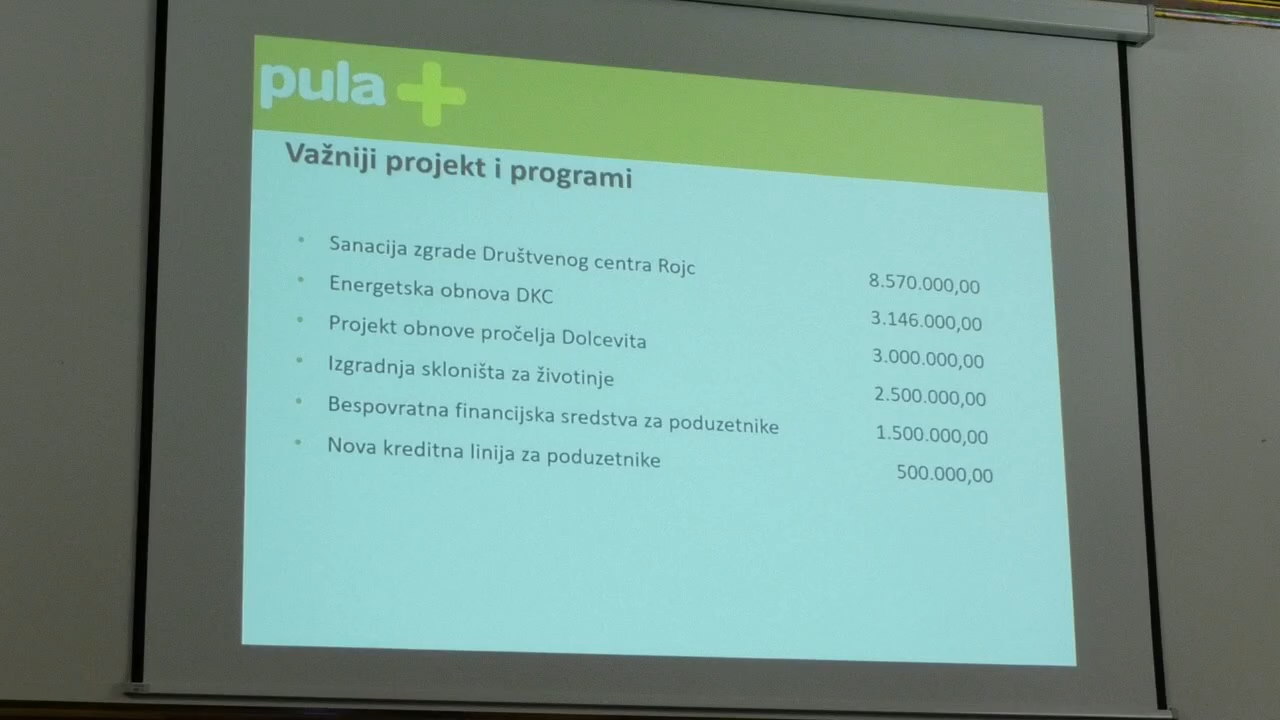 pula +
Važniji projekt i programi
• Sanacija zgrade Društvenog centra Rojc 8.570.000,00
• Energetska obnova DKC 3.146.000,00
• Projekt obnove pročelja Dolcevita 3.000.000,00
• Izgradnja skloništa za životinje 2.500.000,00
• Bespovratna financijska sredstva za poduzetnike 1.500.000,00
• Nova kreditna linija za poduzetnike 500.000,00